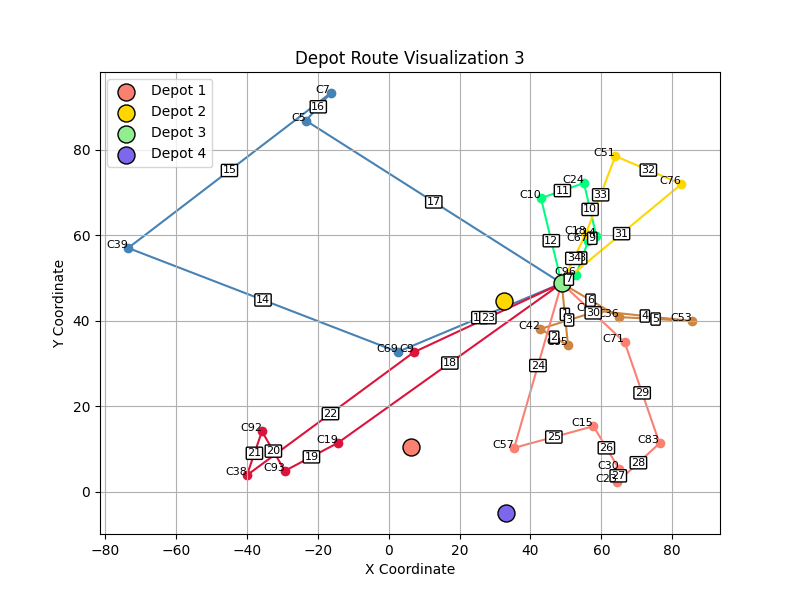 Depot Route Visualization 3
Depot 1
Depot 2
Depot 3
Depot 4
C7
16
C5
15
17
C39
14
C69
C9
23
18
22
C92
21
20
C93
C38
19
C19
C51
32
C76
C24
11
C10
33
10
12
9
31
34
C96
7
6
30
C36
4
5
C53
C42
3
2
C71
24
29
C57
25
C15
26
C83
28
C30
27
80
60
40
20
0
−80
−60
−40
−20
0
20
40
60
80
X Coordinate
Y Coordinate